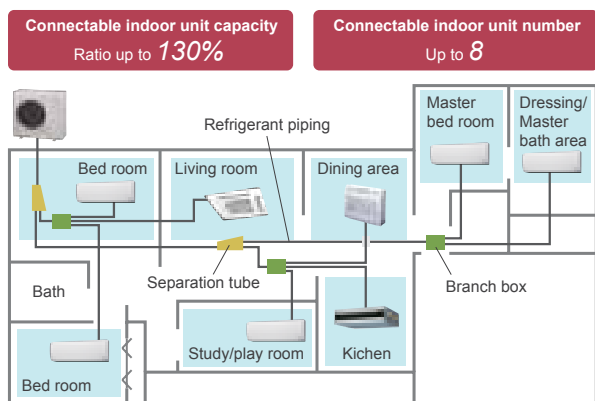 Connectable indoor unit capacity
Ratio up to 130%
Connectable indoor unit number
Up to 8
Master
bed room
Dressing/
Master
bath area
Refrigerant piping
Bed room
Living room
Dining area
Separation tube
Branch box
Bath
Bed room
Study/play room
Kichen